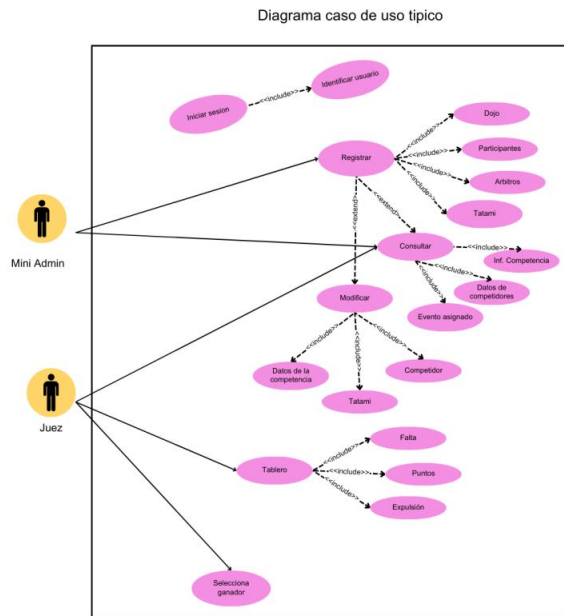 Diagrama caso de uso tipico
Identificar usuario
<<include>>
Iniciar sesion
Dojo
<<include>>
Registrar
<<include>>
Participantes
<<include>>
Arbitros
<<include>>
Tatami
<<extend>>
<<extend>>
Mini Admin
Consultar
<<include>>
Inf. Competencia
<<include>>
Datos de
competidores
<<include>>
Evento asignado
Modificar
<<include>>
<<include>>
<<include>>
Datos de la
competencia
Competidor
Tatami
Juez
Falta
<<include>>
Tablero
<<include>>
Puntos
<<include>>
Expulsión
Selecciona
ganador